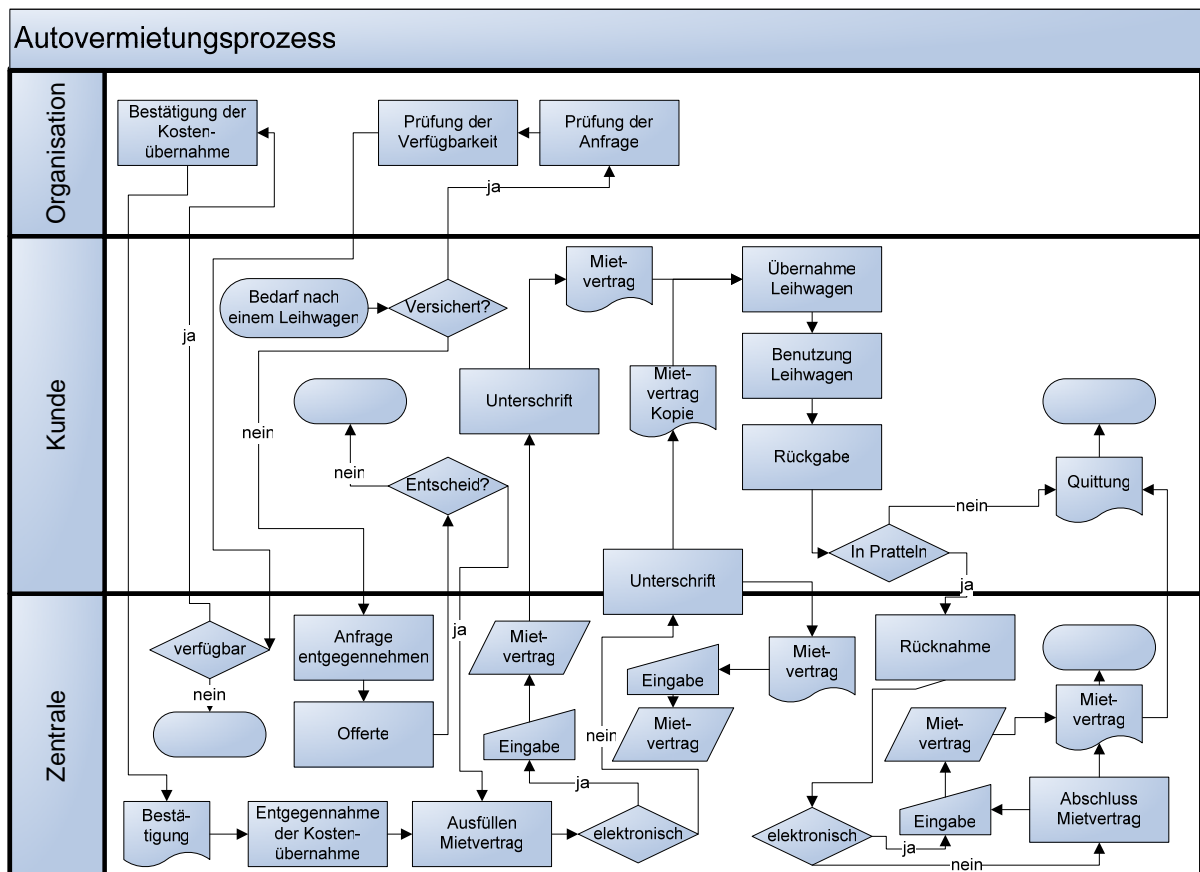 Autovermietungsprozess
Organisation
Bestätigung der
Kosten-
übernahme
Prüfung der
Verfügbarkeit
Prüfung der
Anfrage
ja
ja
Kunde
Bedarf nach
einem Leihwagen
Versichert?
Miet-
vertrag
Übernahme
Leihwagen
Benutzung
Leihwagen
Unterschrift
Miet-
vertrag
Kopie
nein
nein
Entscheid?
Rückgabe
Quittung
nein
In Pratteln
Unterschrift
ja
Zentrale
verfügbar
nein
Anfrage
entgegennehmen
Offerte
ja
Miet-
vertrag
Eingabe
nein
Eingabe
Miet-
vertrag
Miet-
vertrag
Rücknahme
Miet-
vertrag
Miet-
vertrag
Bestä-
tigung
Entgegennahme
der Kosten-
übernahme
Ausfüllen
Mietvertrag
ja
elektronisch
elektronisch
ja
Eingabe
nein
Abschluss
Mietvertrag